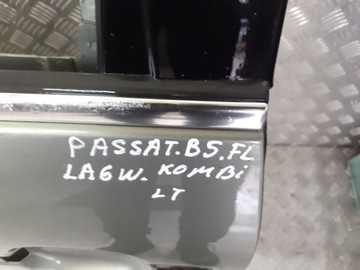 PASSAT.B5.FL
LA6W. KOMBi
LT